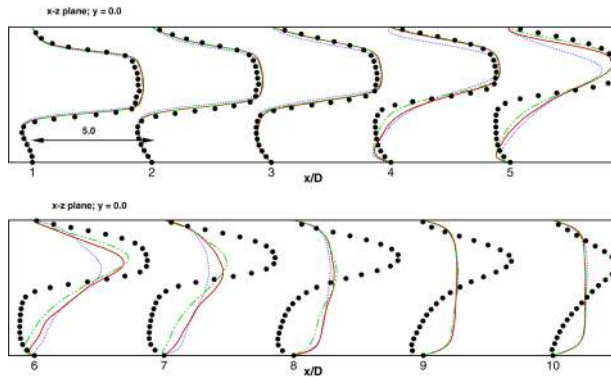 x-z plane; y = 0.0
5.0
1 2 3 4 5
x/D
x-z plane; y = 0.0
6 7 8 9 10
x/D